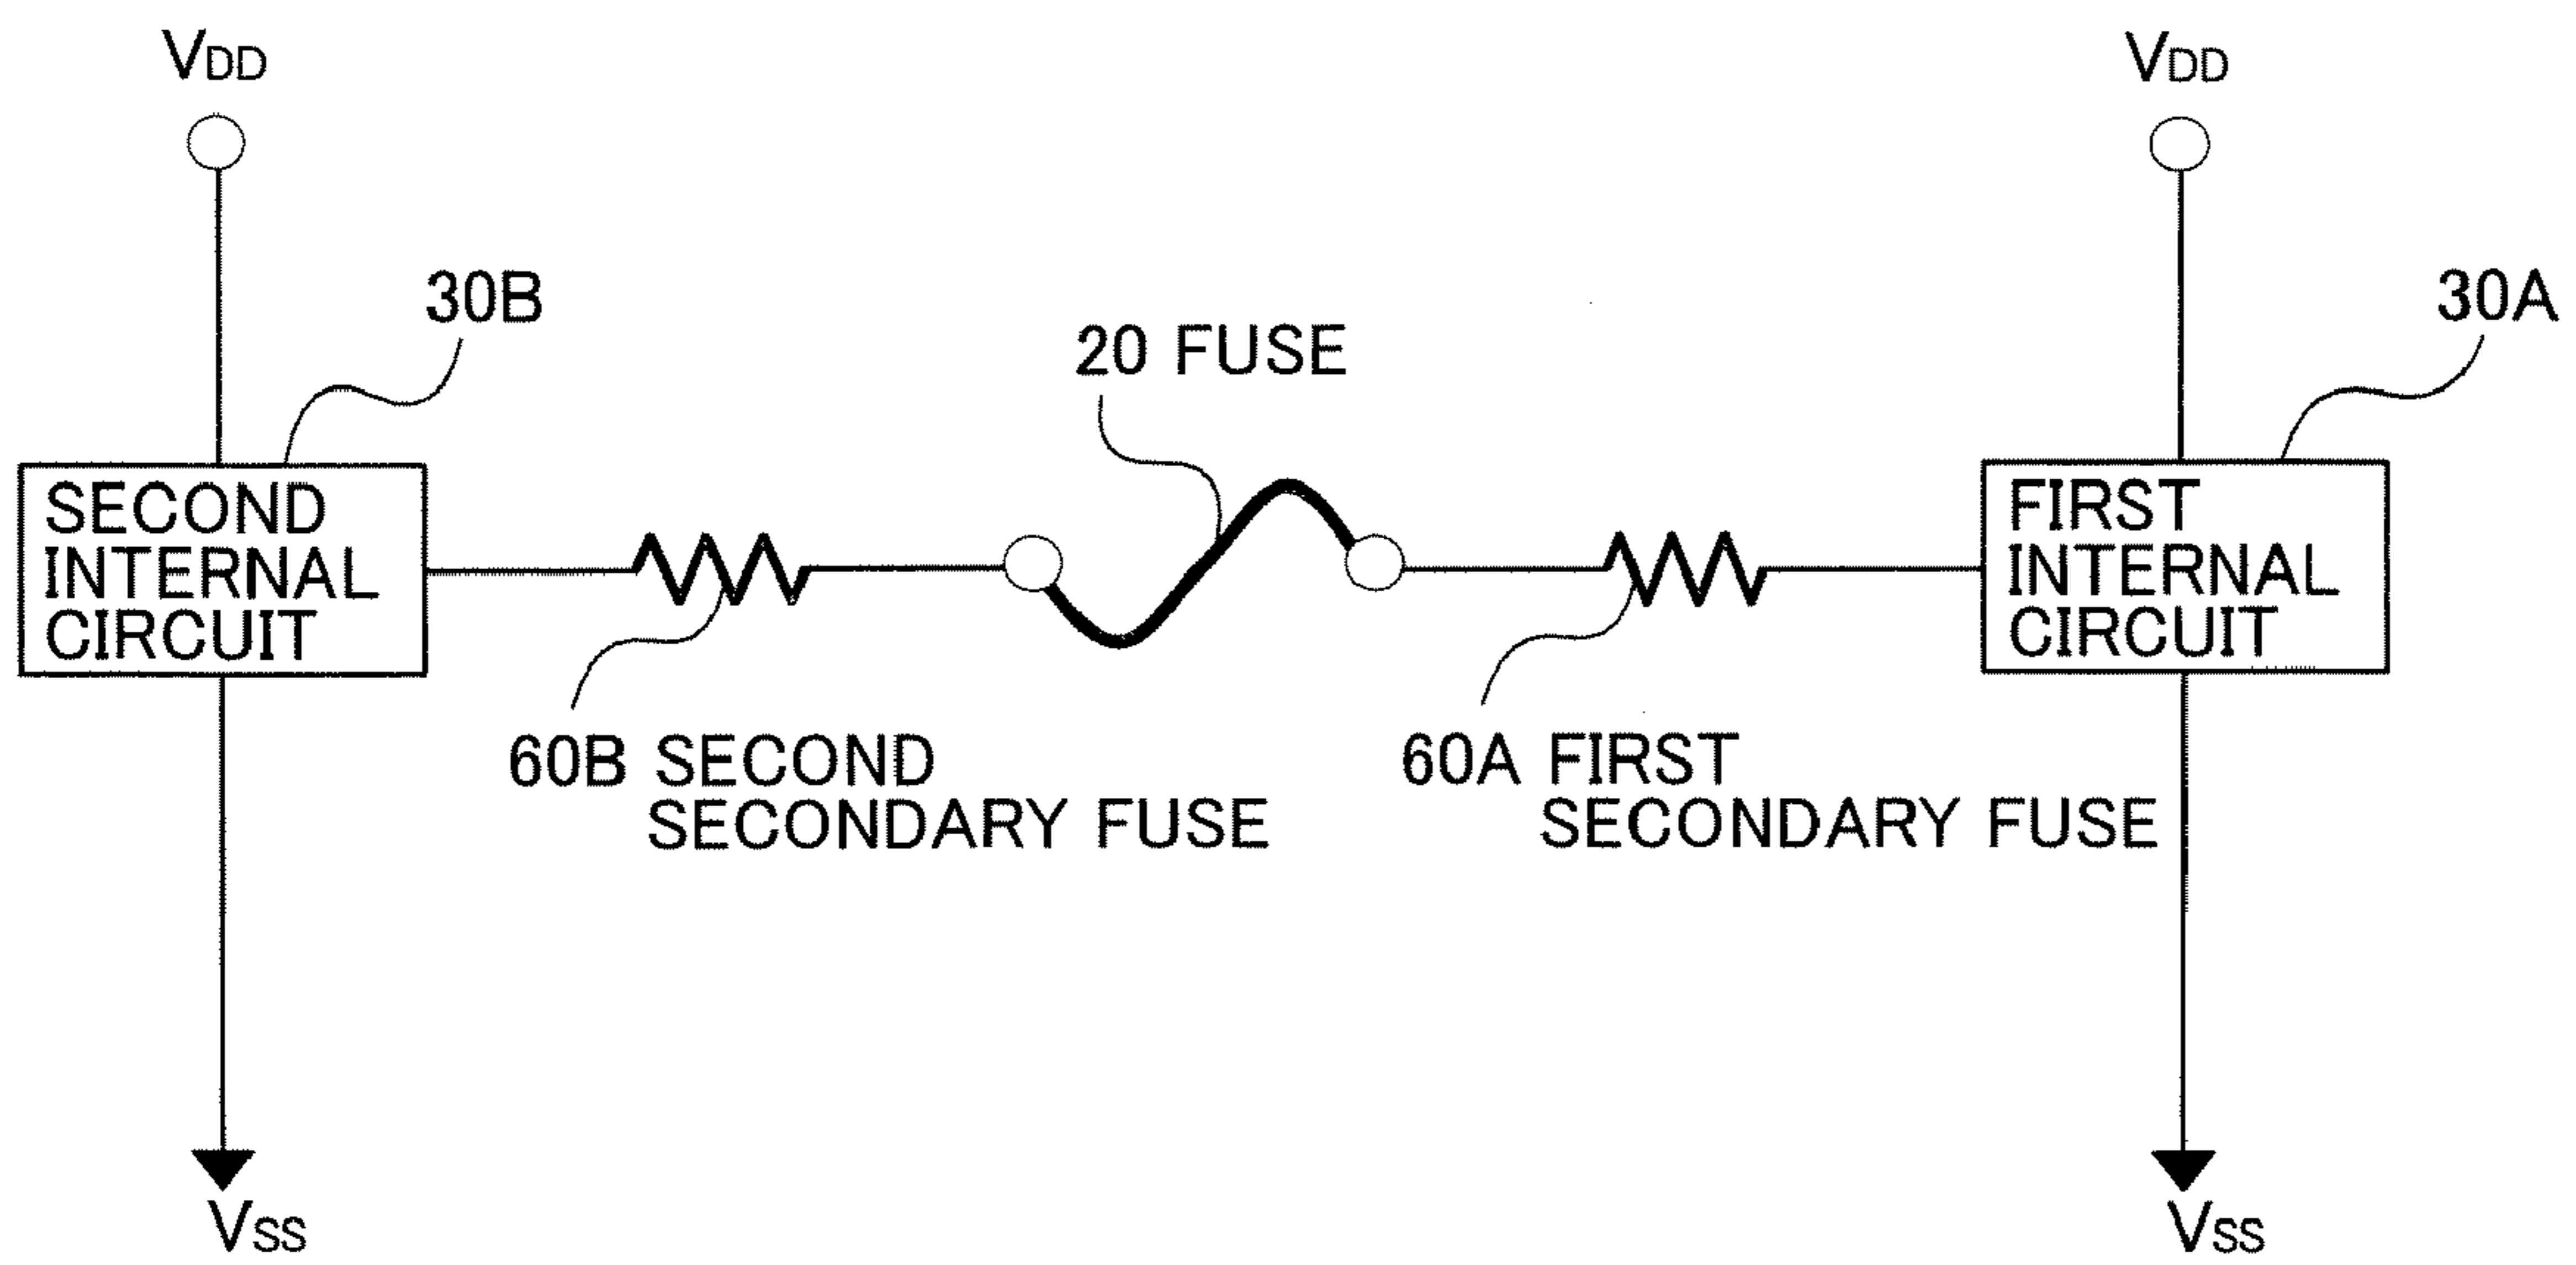 VDD
VDD
30B
30A
20 FUSE
SECOND
INTERNAL
CIRCUIT
FIRST
INTERNAL
CIRCUIT
60B SECOND
SECONDARY FUSE
60A FIRST
SECONDARY FUSE
VSS
VSS